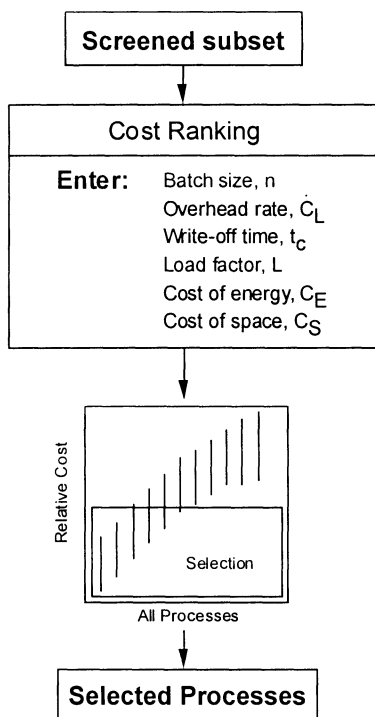 Screened subset
Cost Ranking
Enter: Batch size, n
Overhead rate, ĊL
Write-off time, tc
Load factor, L
Cost of energy, CE
Cost of space, CS
Relative Cost
Selection
All Processes
Selected Processes